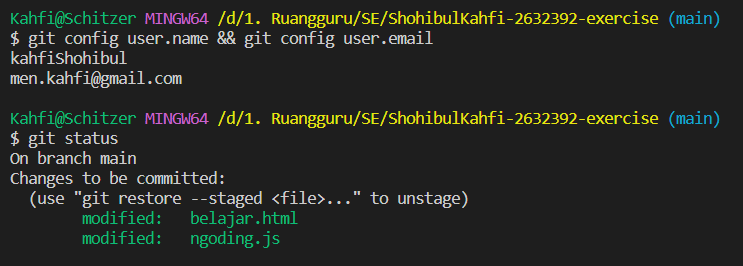 Kahfi@Schitzer MINGW64 /d/1. Ruangguru/SE/ShohibulKahfi-2632392-exercise (main)
$ git config user.name && git config user.email
kahfiShohibul
men.kahfi@gmail.com
Kahfi@Schitzer MINGW64 /d/1. Ruangguru/SE/ShohibulKahfi-2632392-exercise (main)
$ git status
On branch main
Changes to be committed:
  (use "git restore --staged <file>..." to unstage)
        modified:   belajar.html
        modified:   ngoding.js